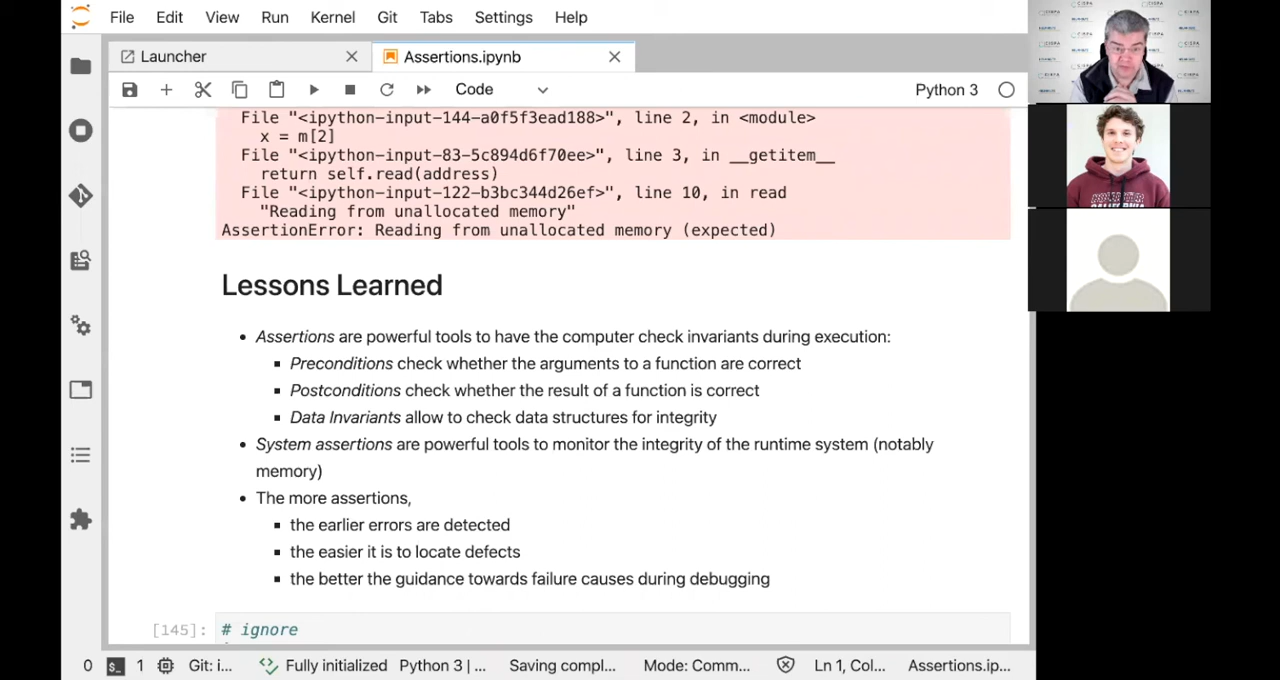 File Edit View Run Kernel Git Tabs Settings Help
Launcher
Assertions.ipynb
Code
Python 3
File "<ipython-input-144-a0f5f3ead188>", line 2, in <module>
x = m[2]
File "<ipython-input-83-5c894d6f70ee>", line 3, in __getitem__
return self.read(address)
File "<ipython-input-122-b3bc344d26ef>", line 10, in read
"Reading from unallocated memory"
AssertionError: Reading from unallocated memory (expected)
Lessons Learned
• Assertions are powerful tools to have the computer check invariants during execution:
▪ Preconditions check whether the arguments to a function are correct
▪ Postconditions check whether the result of a function is correct
▪ Data Invariants allow to check data structures for integrity
• System assertions are powerful tools to monitor the integrity of the runtime system (notably
memory)
• The more assertions,
▪ the earlier errors are detected
▪ the easier it is to locate defects
▪ the better the guidance towards failure causes during debugging
[145]: # ignore
0 $_ 1 Git: i... Fully initialized Python 3 | ... Saving compl... Mode: Comm... Ln 1, Col... Assertions.ip...